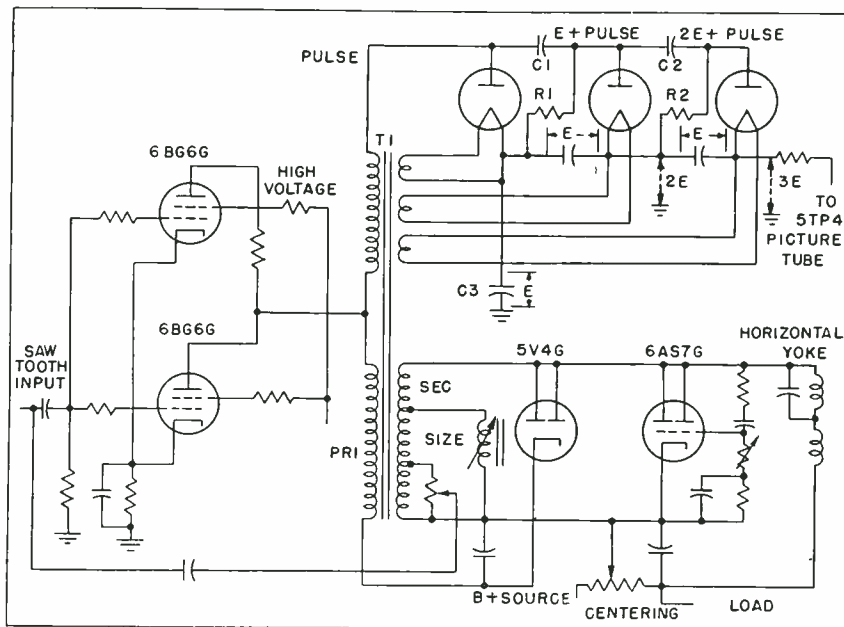 E + PULSE
2E + PULSE
PULSE
C1
C2
R1
R2
E
E
T1
6BG6G
HIGH
VOLTAGE
2E
3E
TO
5TP4
PICTURE
TUBE
C3
E
6BG6G
SAW
TOOTH
INPUT
5V4G
6AS7G
HORIZONTAL
YOKE
SEC
SIZE
PRI
B+SOURCE
CENTERING
LOAD